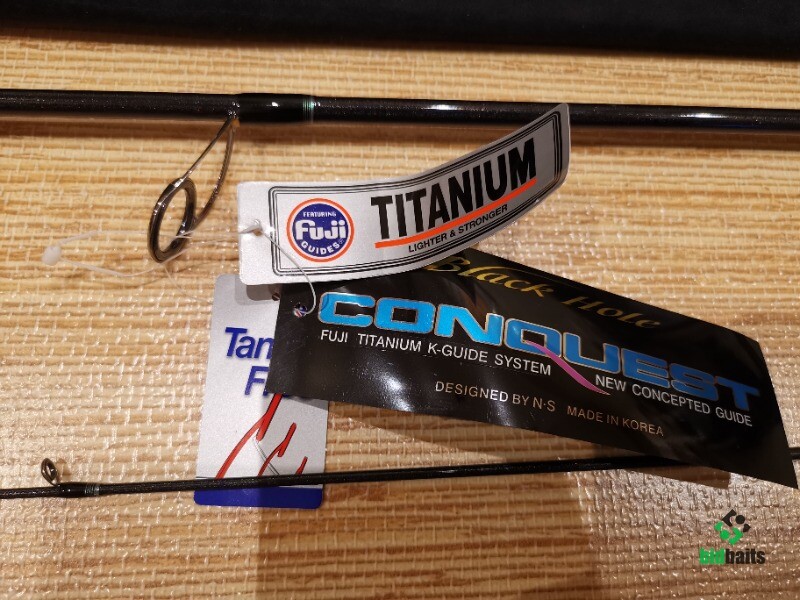 FEATURING
Fuji
GUIDES
TITANIUM
LIGHTER & STRONGER
Black Hole
CONQUEST
FUJI TITANIUM K-GUIDE SYSTEM
NEW CONCEPTED GUIDE
DESIGNED BY N·S MADE IN KOREA
bidbaits